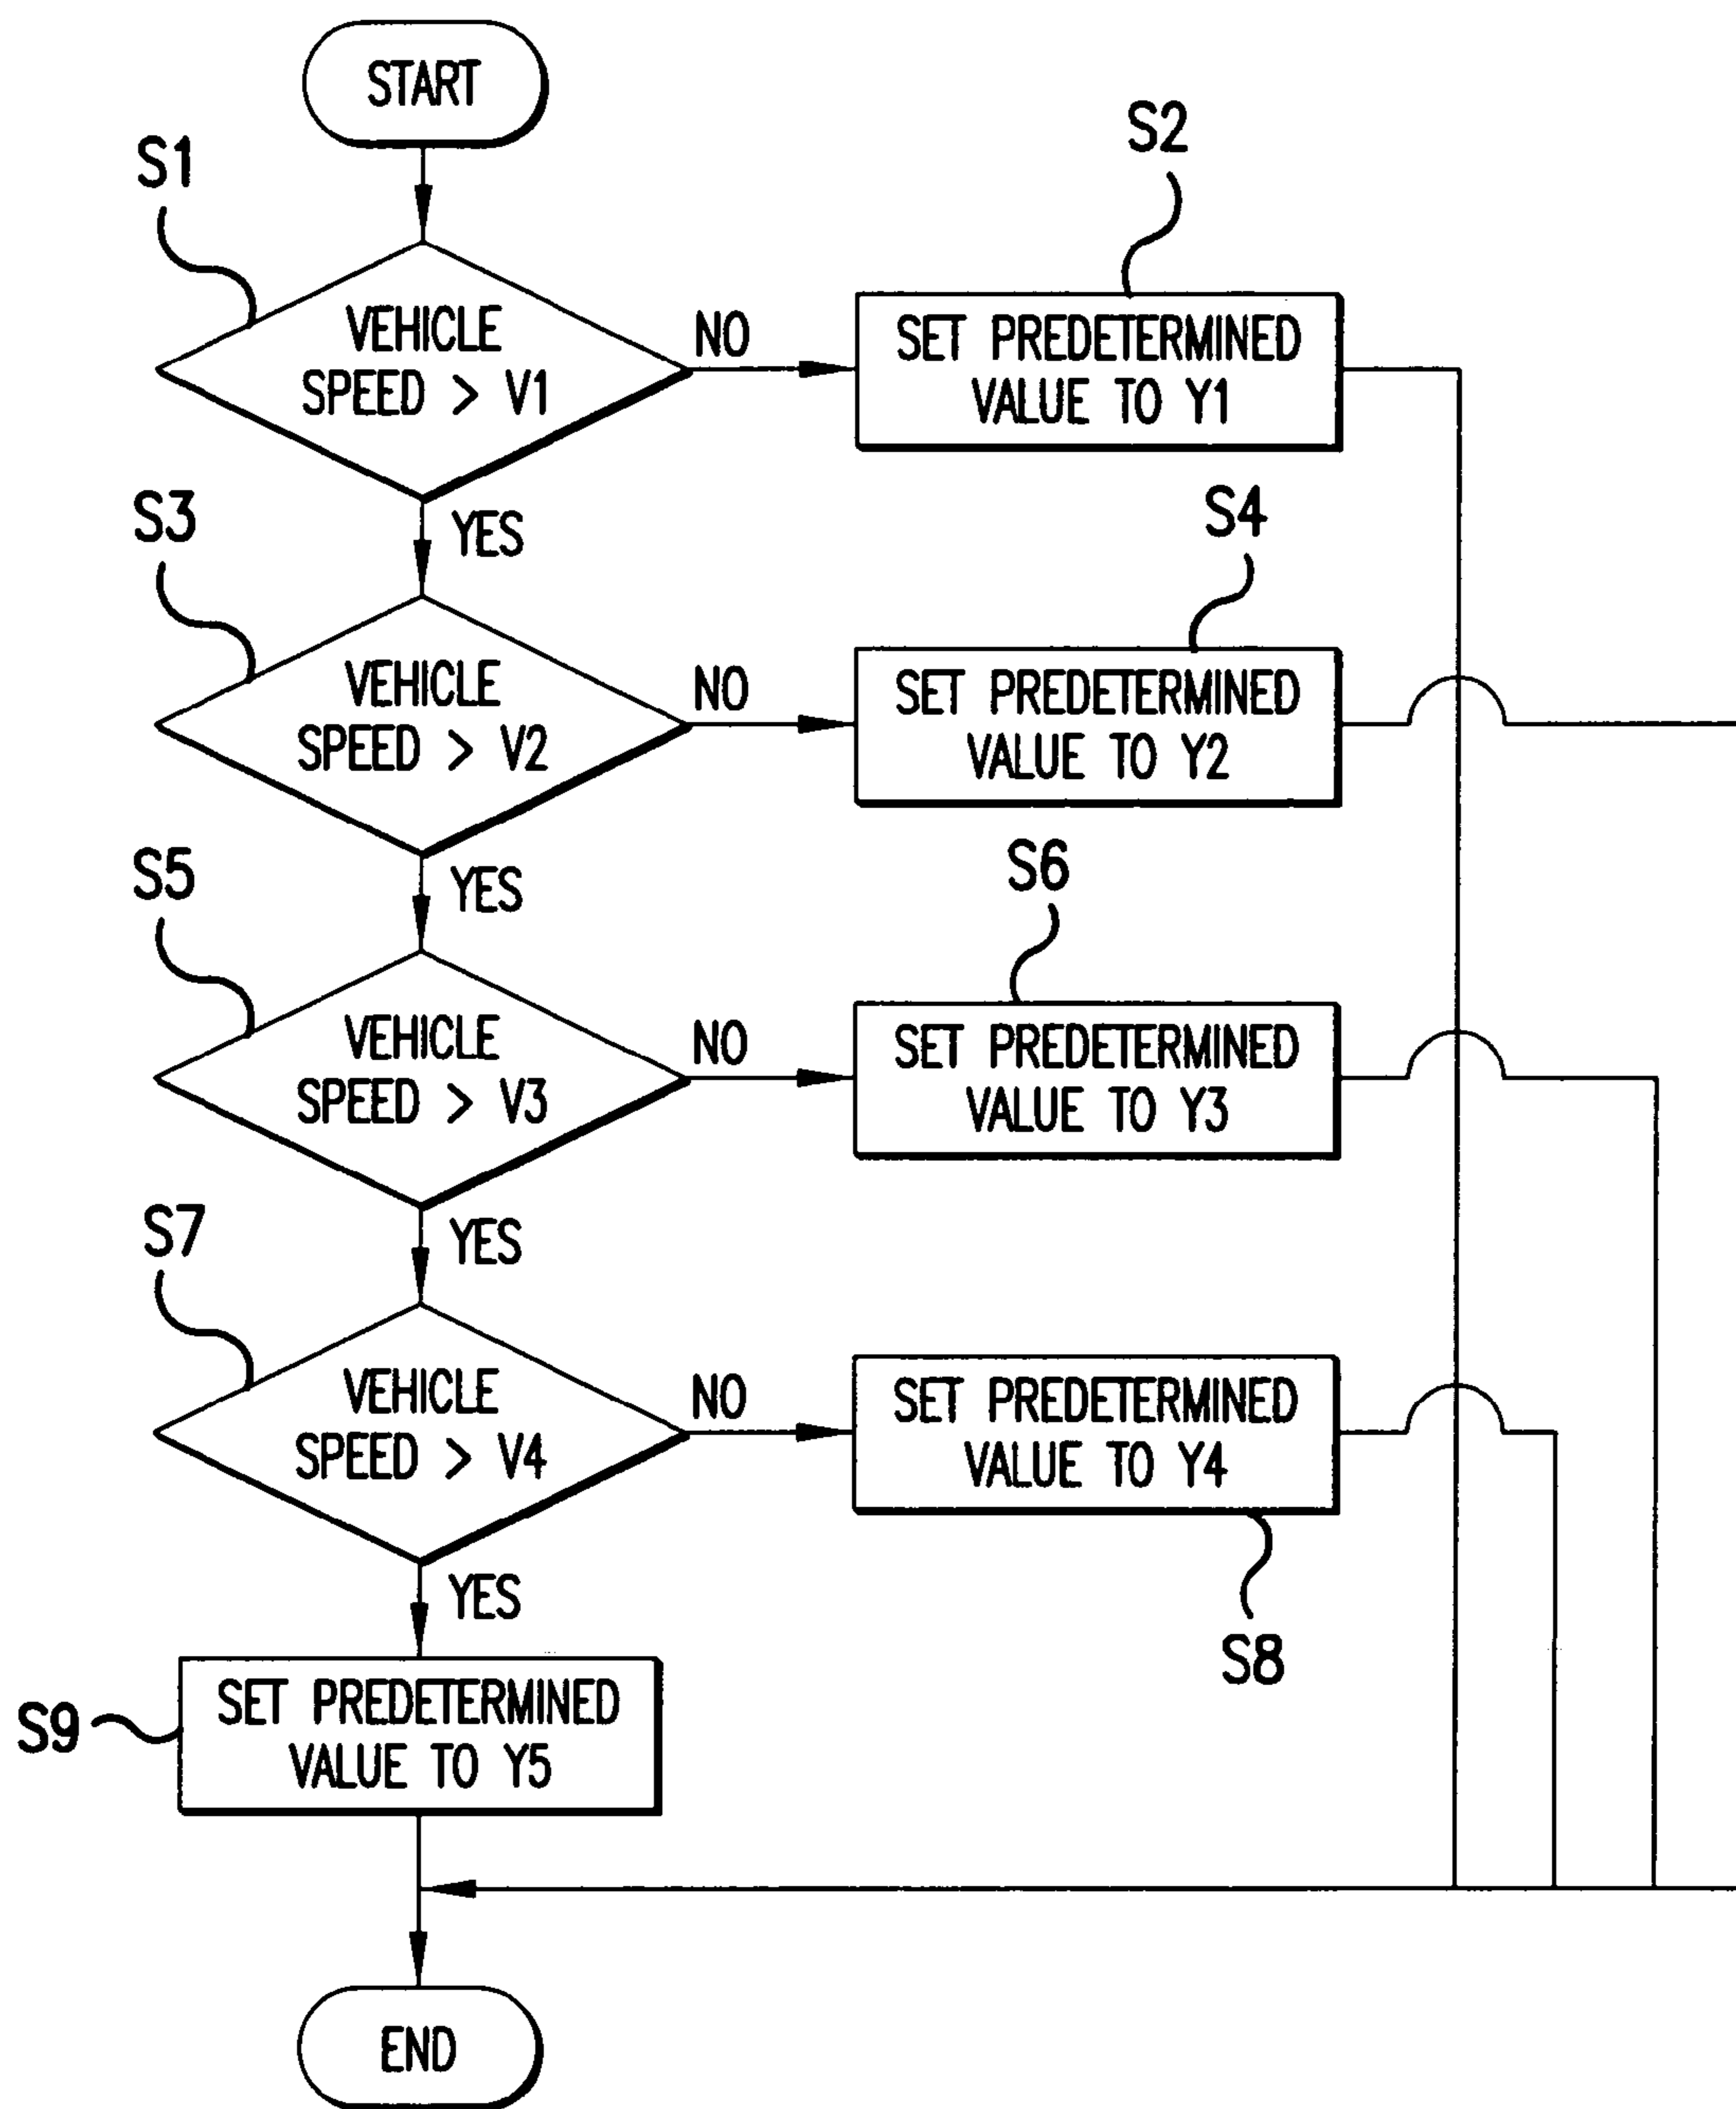 START
S1
S2
VEHICLE
SPEED > V1
NO
SET PREDETERMINED
VALUE TO Y1
YES
S3
S4
VEHICLE
SPEED > V2
NO
SET PREDETERMINED
VALUE TO Y2
YES
S5
S6
VEHICLE
SPEED > V3
NO
SET PREDETERMINED
VALUE TO Y3
YES
S7
VEHICLE
SPEED > V4
NO
SET PREDETERMINED
VALUE TO Y4
YES
S8
S9
SET PREDETERMINED
VALUE TO Y5
END